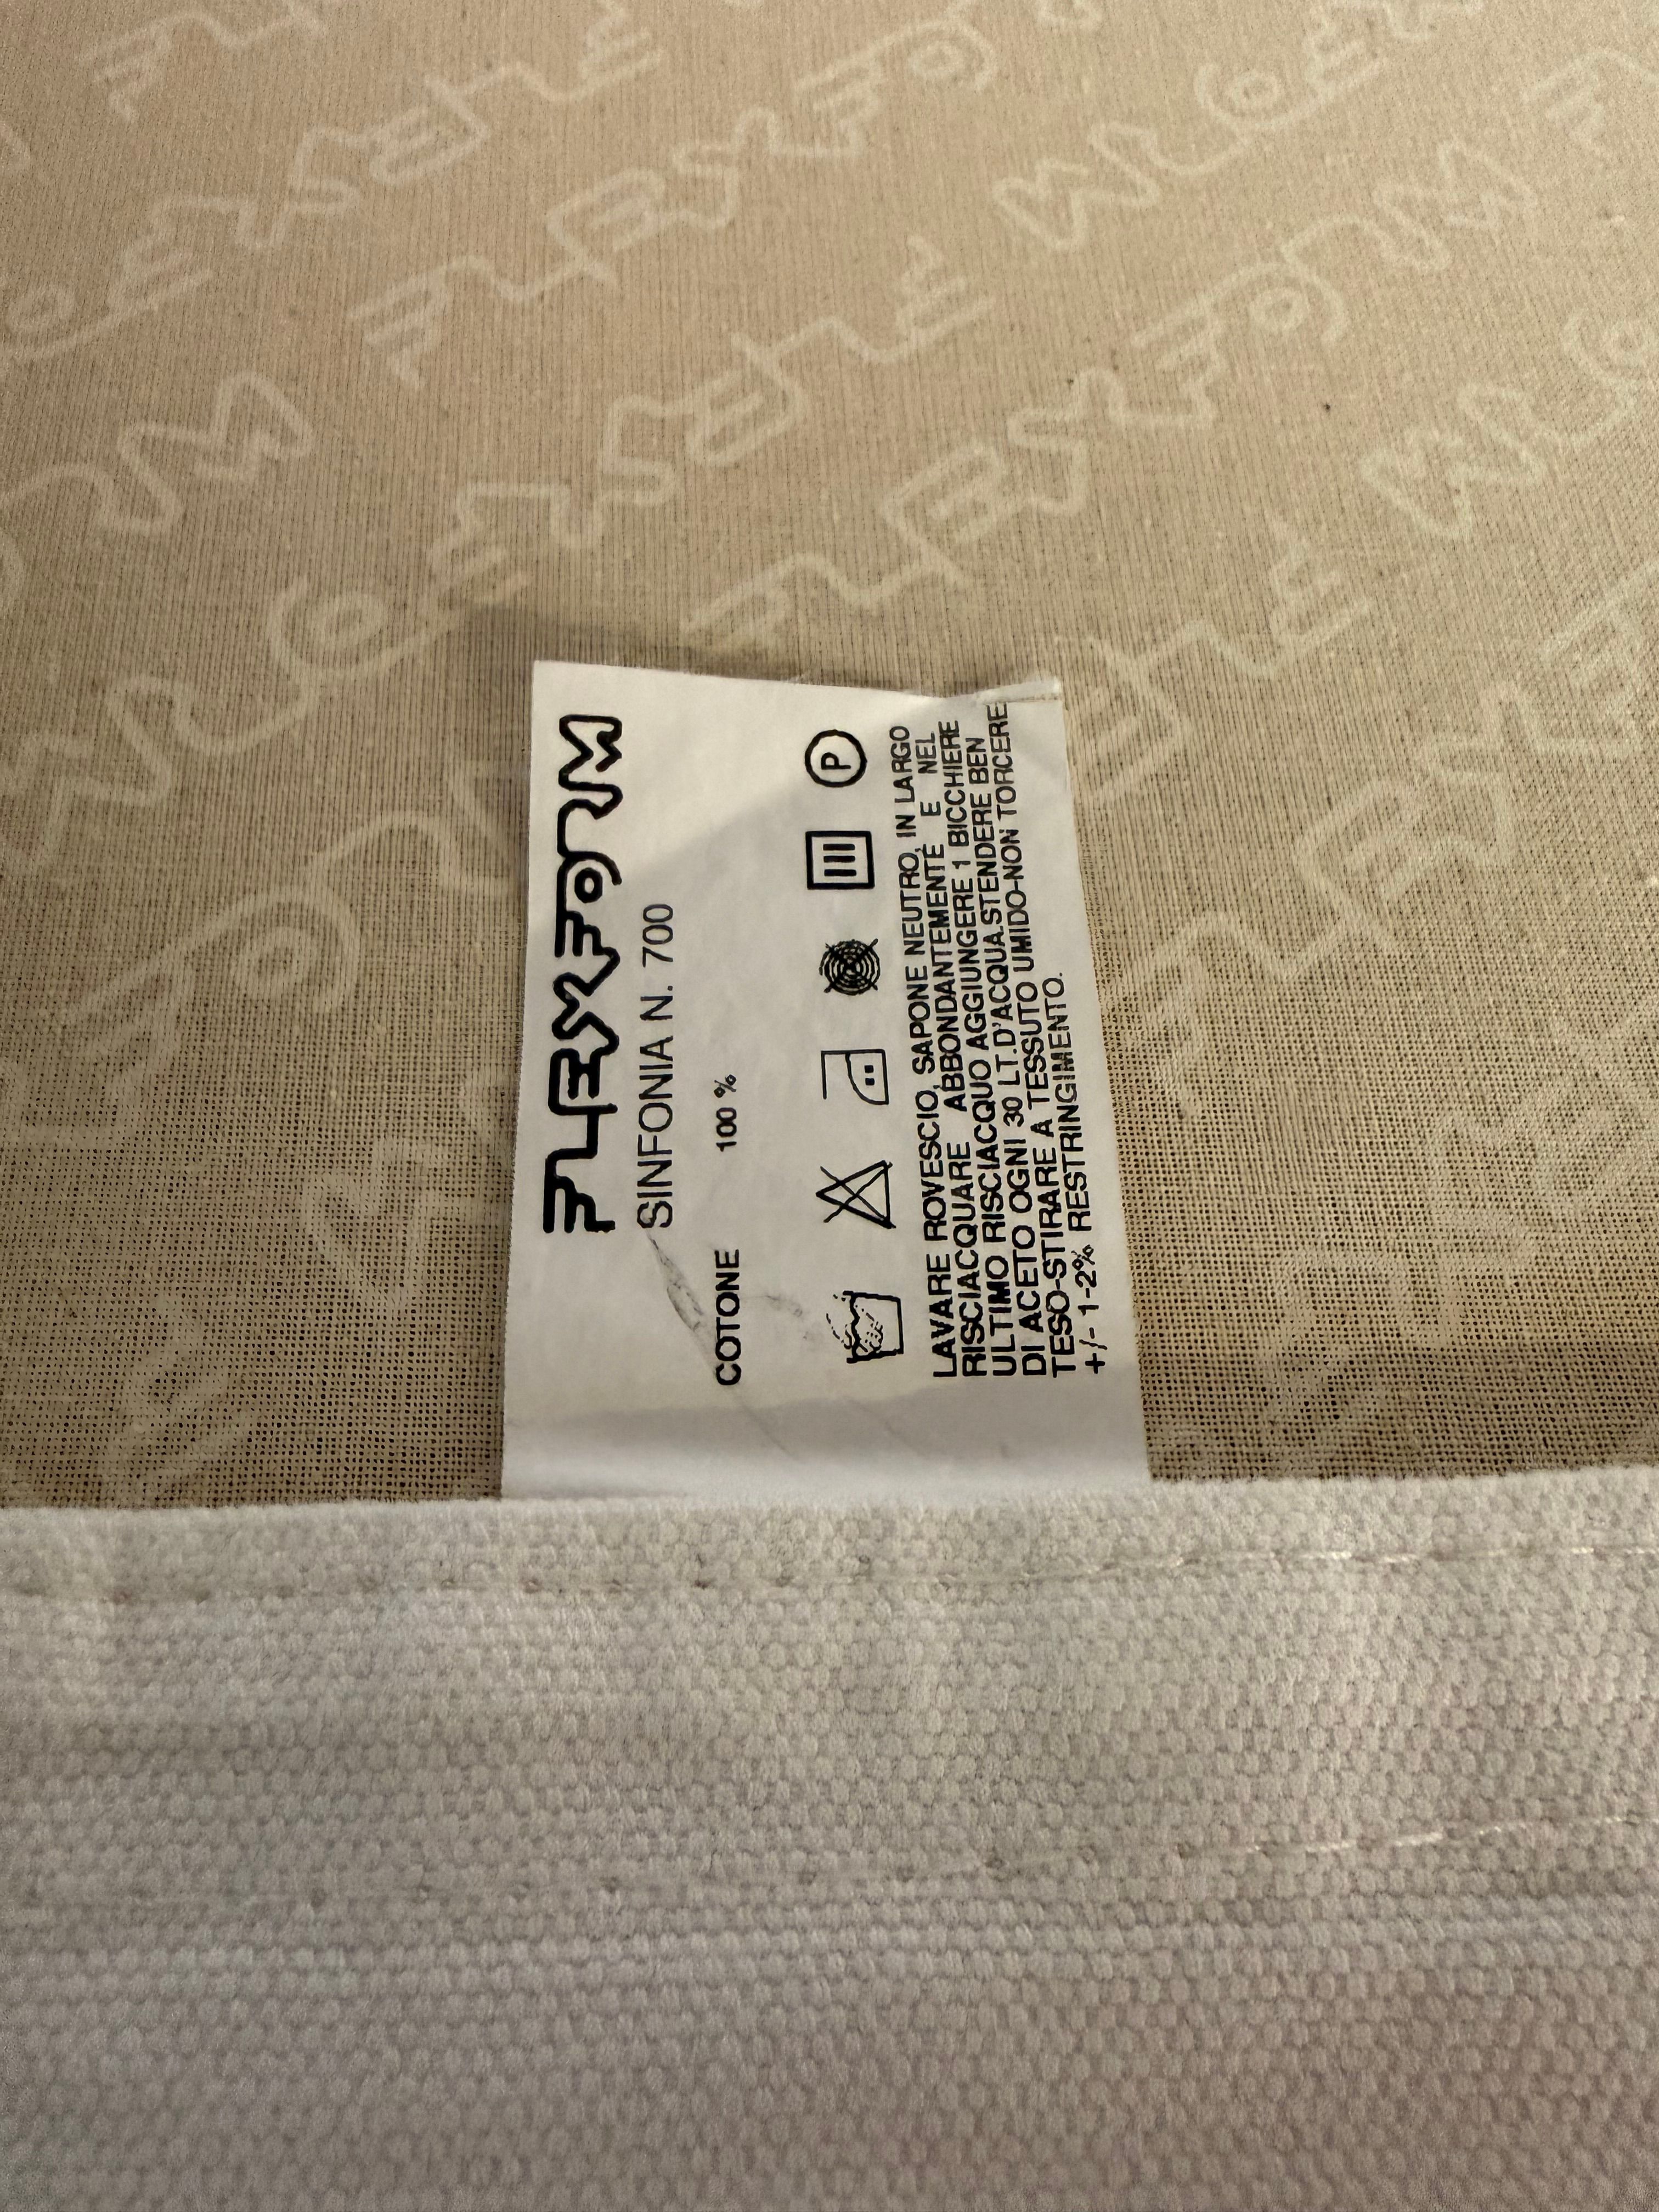 FLEXFORM
SINFONIA N. 700
COTONE 100 %
P
LAVARE ROVESCIO, SAPONE NEUTRO, IN LARGO
RISCIACQUARE ABBONDANTEMENTE E NEL
ULTIMO RISCIACQUO AGGIUNGERE 1 BICCHIERE
DI ACETO OGNI 30 LT.D'ACQUA.STENDERE BEN
TESO-STIRARE A TESSUTO UMIDO-NON TORCERE
+/- 1-2% RESTRINGIMENTO.